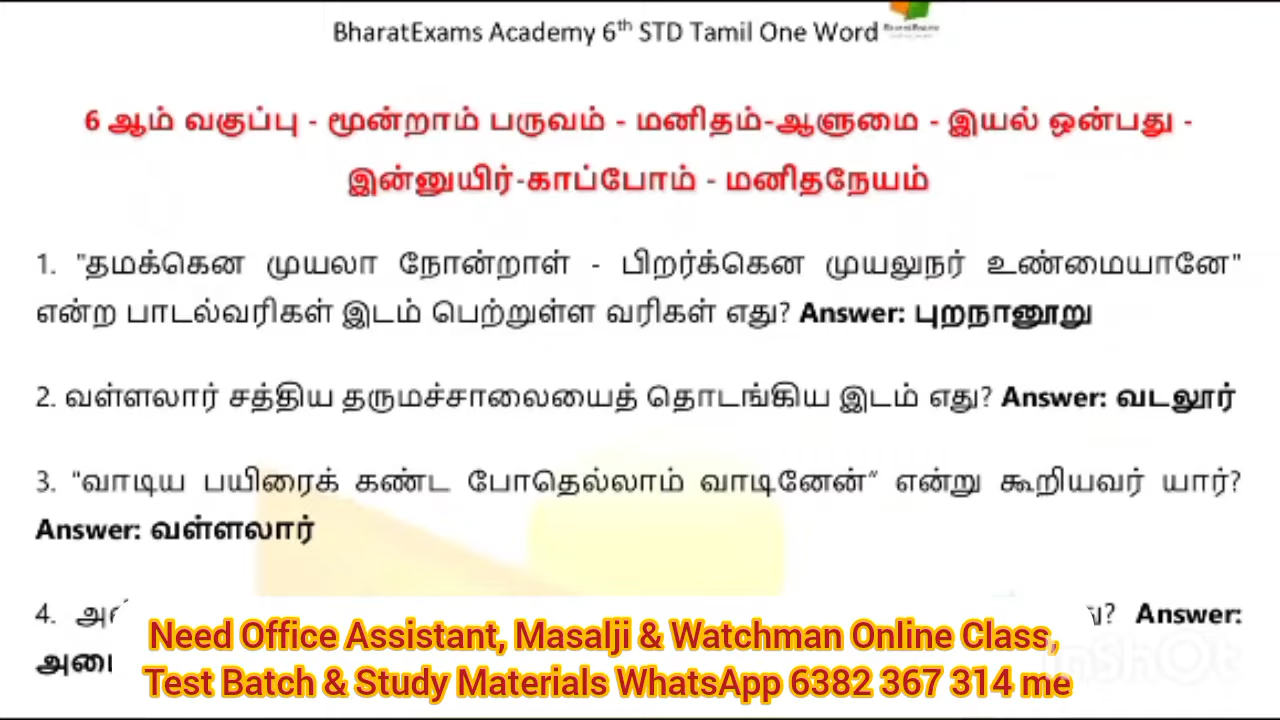 BharatExams Academy 6th STD Tamil One Word
6 ஆம் வகுப்பு - மூன்றாம் பருவம் - மனிதம்-ஆளுமை - இயல் ஒன்பது -
இன்னுயிர்-காப்போம் - மனிதநேயம்
1. "தமக்கென முயலா நோன்றாள் - பிறர்க்கென முயலுநர் உண்மையானே"
என்ற பாடல்வரிகள் இடம் பெற்றுள்ள வரிகள் எது? Answer: புறநானூறு
2. வள்ளலார் சத்திய தருமச்சாலையைத் தொடங்கிய இடம் எது? Answer: வடலூர்
3. "வாடிய பயிரைக் கண்ட போதெல்லாம் வாடினேன்" என்று கூறியவர் யார்?
Answer: வள்ளலார்
4. Answer:
Need Office Assistant, Masalji & Watchman Online Class,
Test Batch & Study Materials WhatsApp 6382 367 314 me
InShOt